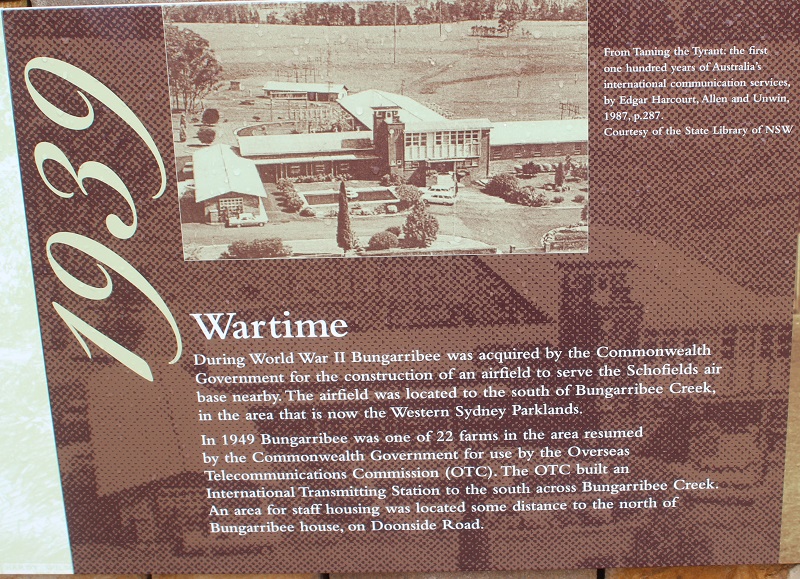 1939
From Taming the Tyrant: the first
one hundred years of Australia's
international communication services,
by Edgar Harcourt, Allen and Unwin,
1987, p.287.
Courtesy of the State Library of NSW
Wartime
During World War II Bungarribee was acquired by the Commonwealth
Government for the construction of an airfield to serve the Schofields air
base nearby. The airfield was located to the south of Bungarribee Creek,
in the area that is now the Western Sydney Parklands.
In 1949 Bungarribee was one of 22 farms in the area resumed
by the Commonwealth Government for use by the Overseas
Telecommunications Commission (OTC). The OTC built an
International Transmitting Station to the south across Bungarribee Creek.
An area for staff housing was located some distance to the north of
Bungarribee house, on Doonside Road.